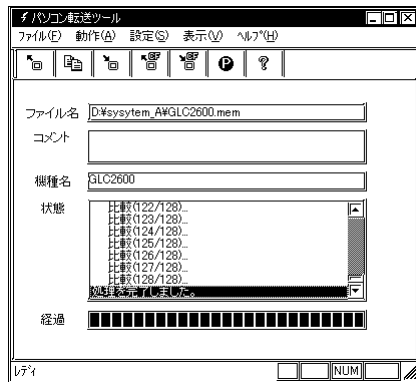 パソコン転送ツール
ファイル(F) 動作(A) 設定(S) 表示(V) ヘルプ(H)
ファイル名 D:¥sysytem_A¥GLC2600.mem
コメント
機種名 GLC2600
状態
比較(122/128)...
比較(123/128)...
比較(124/128)...
比較(125/128)...
比較(126/128)...
比較(127/128)...
比較(128/128)...
処理を完了しました。
経過
レディ NUM